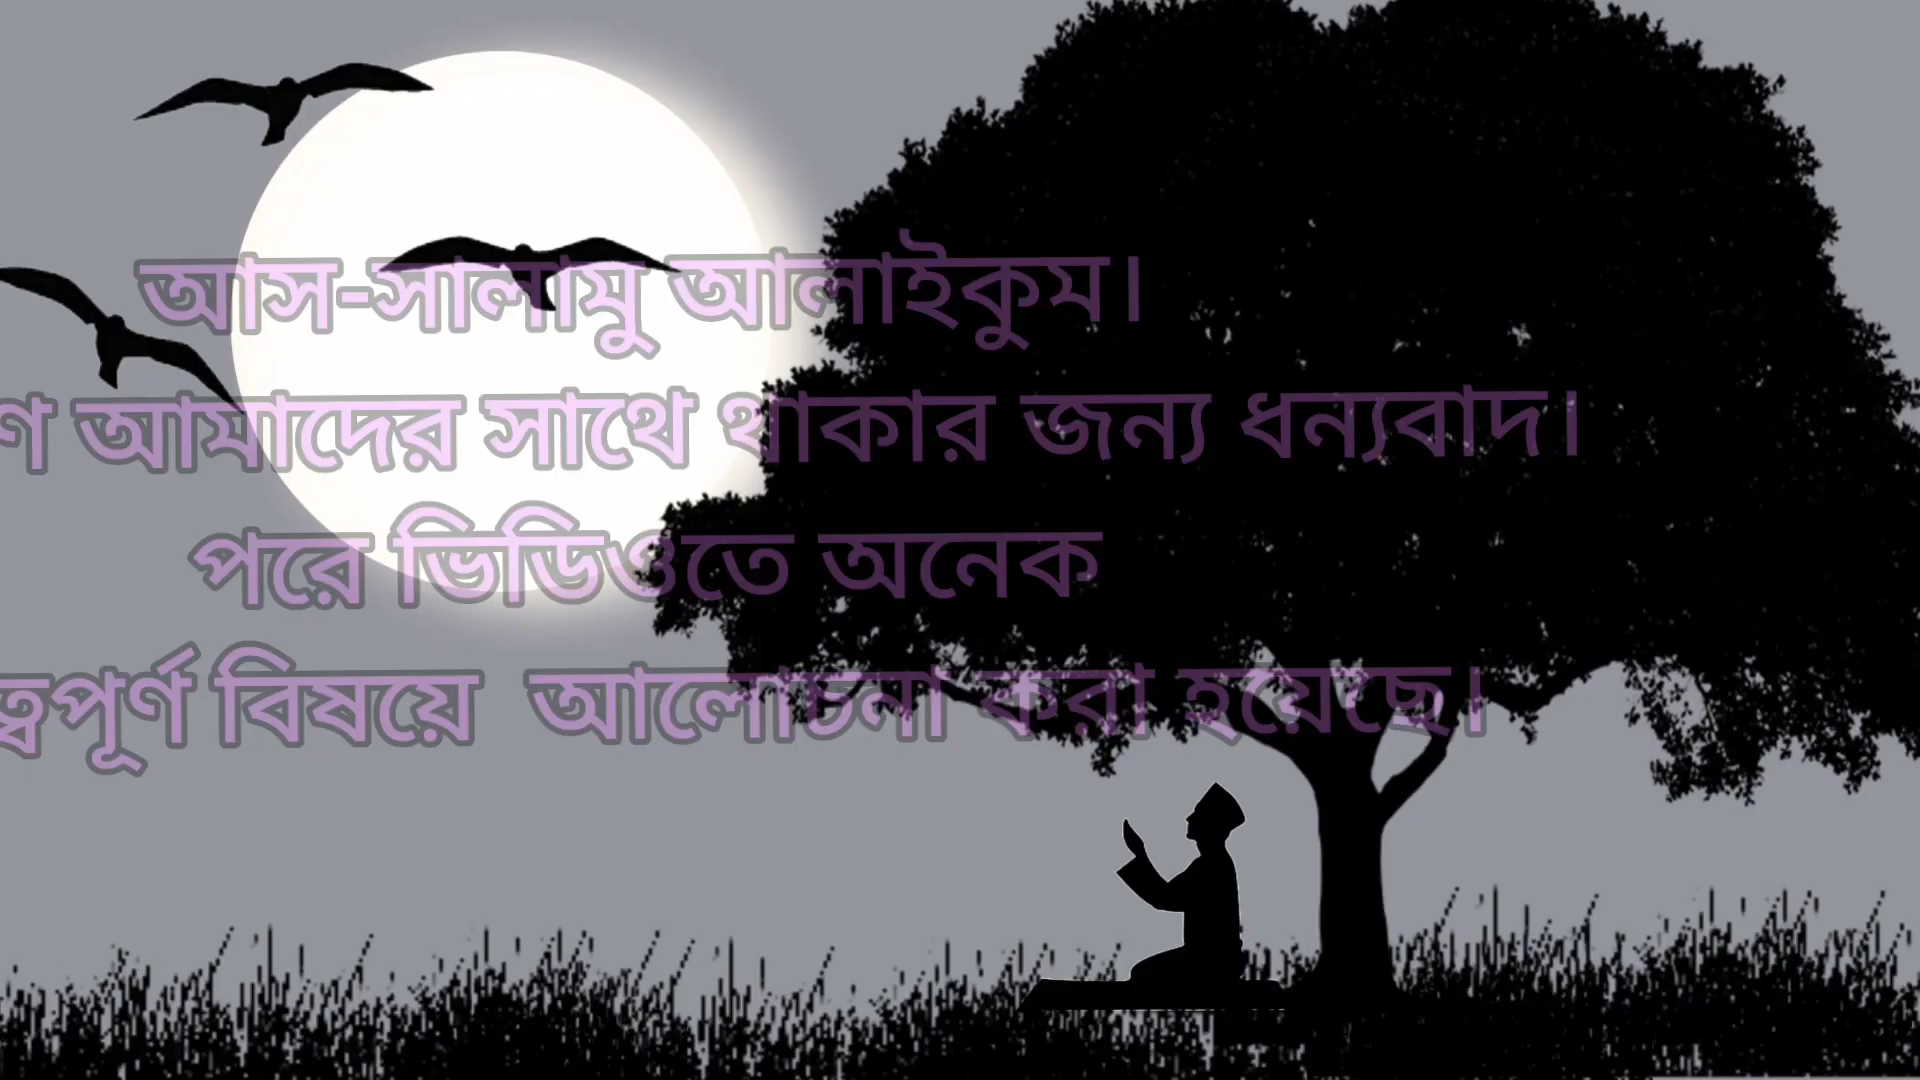 আস-সালামু আলাইকুম।
আমাদের সাথে থাকার জন্য ধন্যবাদ।
পরে ভিডিওতে অনেক
বিষয়ে আলোচনা করা হয়েছে।